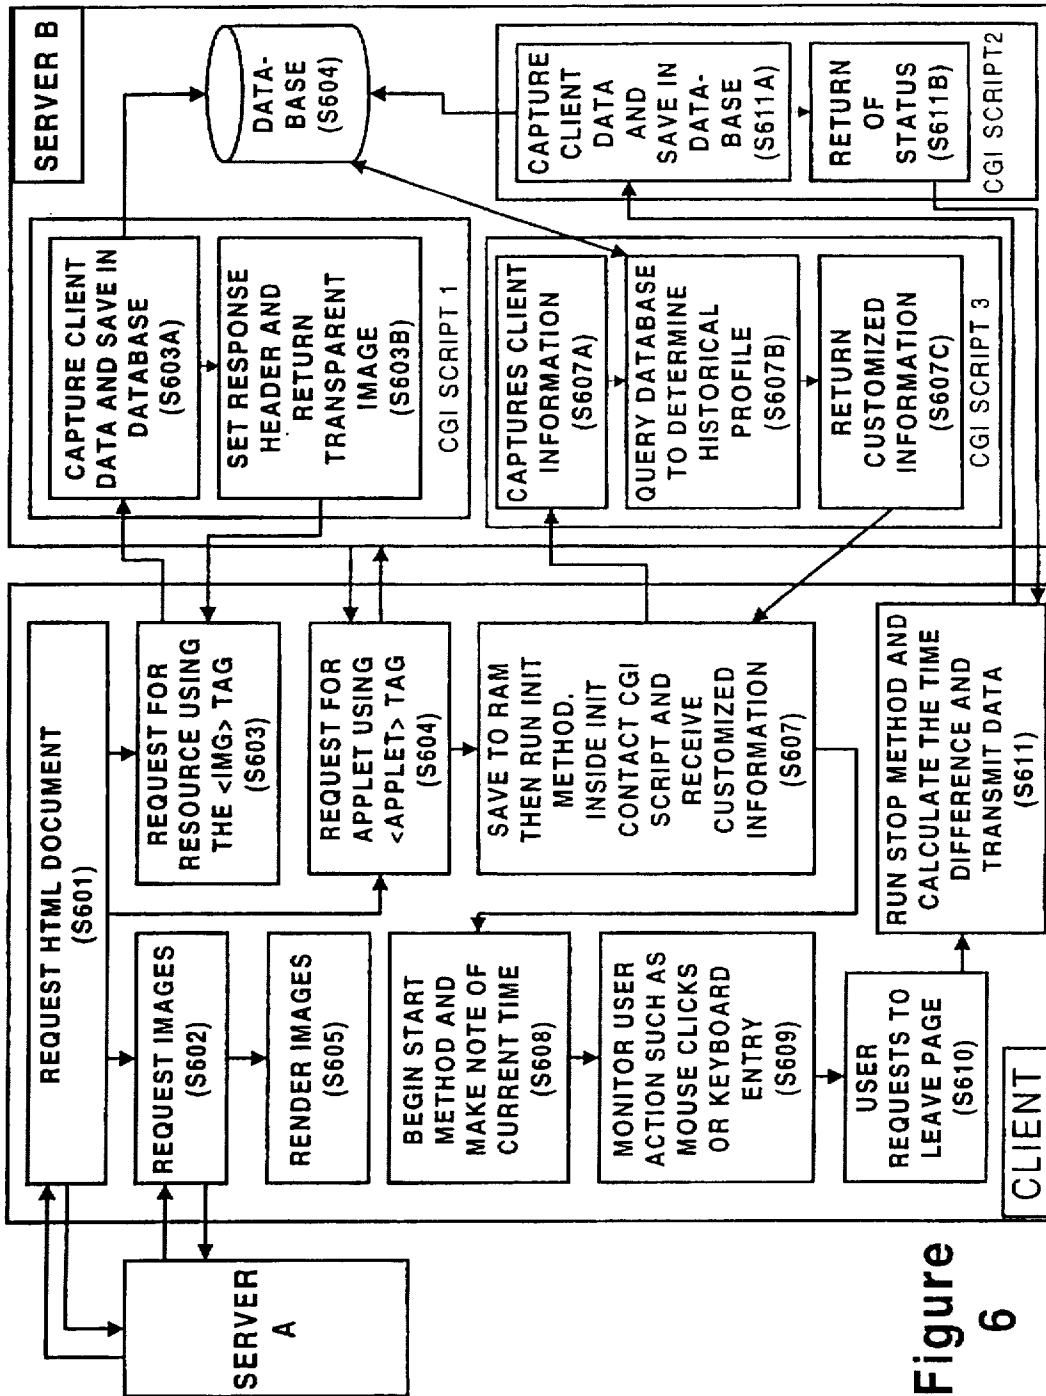 SERVER
A
REQUEST HTML DOCUMENT
(S601)
REQUEST IMAGES
(S602)
RENDER IMAGES
(S605)
REQUEST FOR
RESOURCE USING
THE <IMG> TAG
(S603)
REQUEST FOR
APPLET USING
<APPLET> TAG
(S604)
SAVE TO RAM
THEN RUN INIT
METHOD.
INSIDE INIT
CONTACT CGI
SCRIPT AND
RECEIVE
CUSTOMIZED
INFORMATION
(S607)
BEGIN START
METHOD AND
MAKE NOTE OF
CURRENT TIME
(S608)
MONITOR USER
ACTION SUCH AS
MOUSE CLICKS
OR KEYBOARD
ENTRY
(S609)
USER
REQUESTS TO
LEAVE PAGE
(S610)
RUN STOP METHOD AND
CALCULATE THE TIME
DIFFERENCE AND
TRANSMIT DATA
(S611)
CLIENT
SERVER B
CAPTURE CLIENT
DATA AND SAVE IN
DATABASE
(S603A)
SET RESPONSE
HEADER AND
RETURN
TRANSPARENT
IMAGE
(S603B)
CGI SCRIPT 1
DATA-
BASE
(S604)
CAPTURES CLIENT
INFORMATION
(S607A)
QUERY DATABASE
TO DETERMINE
HISTORICAL
PROFILE
(S607B)
RETURN
CUSTOMIZED
INFORMATION
(S607C)
CGI SCRIPT 3
CAPTURE
CLIENT
DATA
AND
SAVE IN
DATA-
BASE
(S611A)
RETURN
OF
STATUS
(S611B)
CGI SCRIPT2
Figure
6